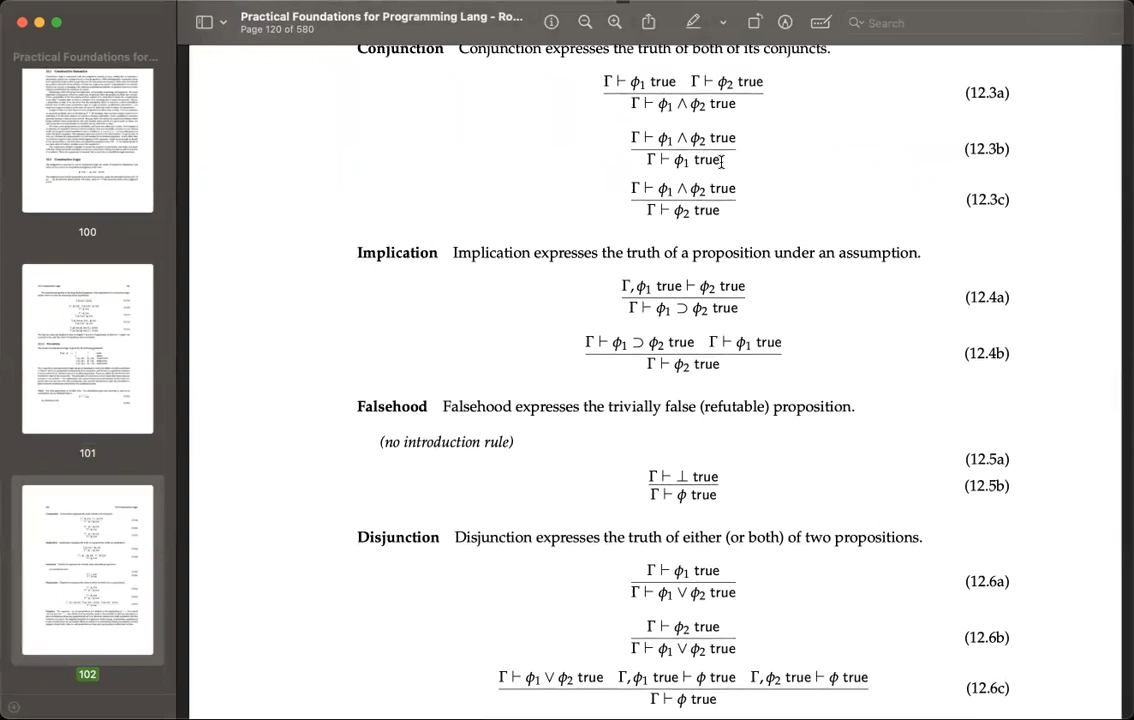 Practical Foundations for Programming Lang - Ro...
Page 120 of 580
Search
Practical Foundations for...
100
101
102
Conjunction Conjunction expresses the truth of both of its conjuncts.
Γ ⊢ ϕ1 true Γ ⊢ ϕ2 true
Γ ⊢ ϕ1 ∧ ϕ2 true
(12.3a)
Γ ⊢ ϕ1 ∧ ϕ2 true
Γ ⊢ ϕ1 true
(12.3b)
Γ ⊢ ϕ1 ∧ ϕ2 true
Γ ⊢ ϕ2 true
(12.3c)
Implication Implication expresses the truth of a proposition under an assumption.
Γ, ϕ1 true ⊢ ϕ2 true
Γ ⊢ ϕ1 ⊃ ϕ2 true
(12.4a)
Γ ⊢ ϕ1 ⊃ ϕ2 true Γ ⊢ ϕ1 true
Γ ⊢ ϕ2 true
(12.4b)
Falsehood Falsehood expresses the trivially false (refutable) proposition.
(no introduction rule)
(12.5a)
Γ ⊢ ⊥ true
Γ ⊢ ϕ true
(12.5b)
Disjunction Disjunction expresses the truth of either (or both) of two propositions.
Γ ⊢ ϕ1 true
Γ ⊢ ϕ1 ∨ ϕ2 true
(12.6a)
Γ ⊢ ϕ2 true
Γ ⊢ ϕ1 ∨ ϕ2 true
(12.6b)
Γ ⊢ ϕ1 ∨ ϕ2 true Γ, ϕ1 true ⊢ ϕ true Γ, ϕ2 true ⊢ ϕ true
Γ ⊢ ϕ true
(12.6c)